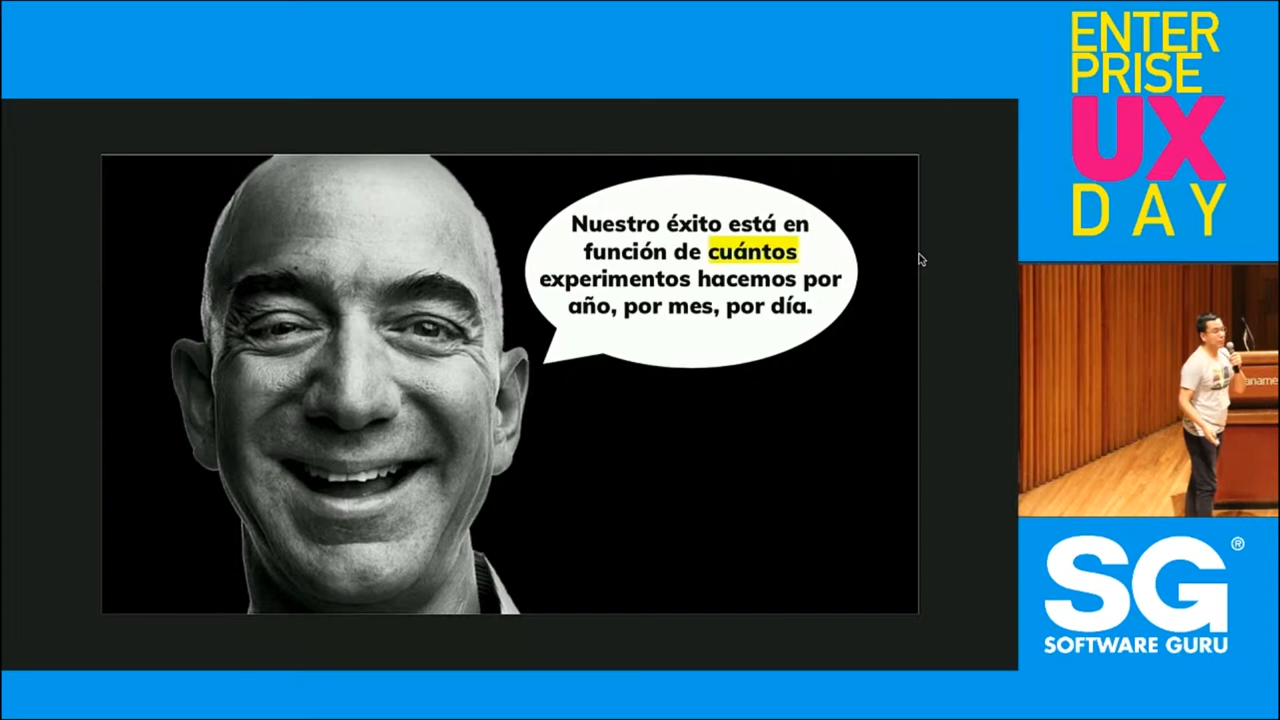 Nuestro éxito está en
función de cuántos
experimentos hacemos por
año, por mes, por día.
ENTER
PRISE
UX
DAY
aname
SG®
SOFTWARE GURU